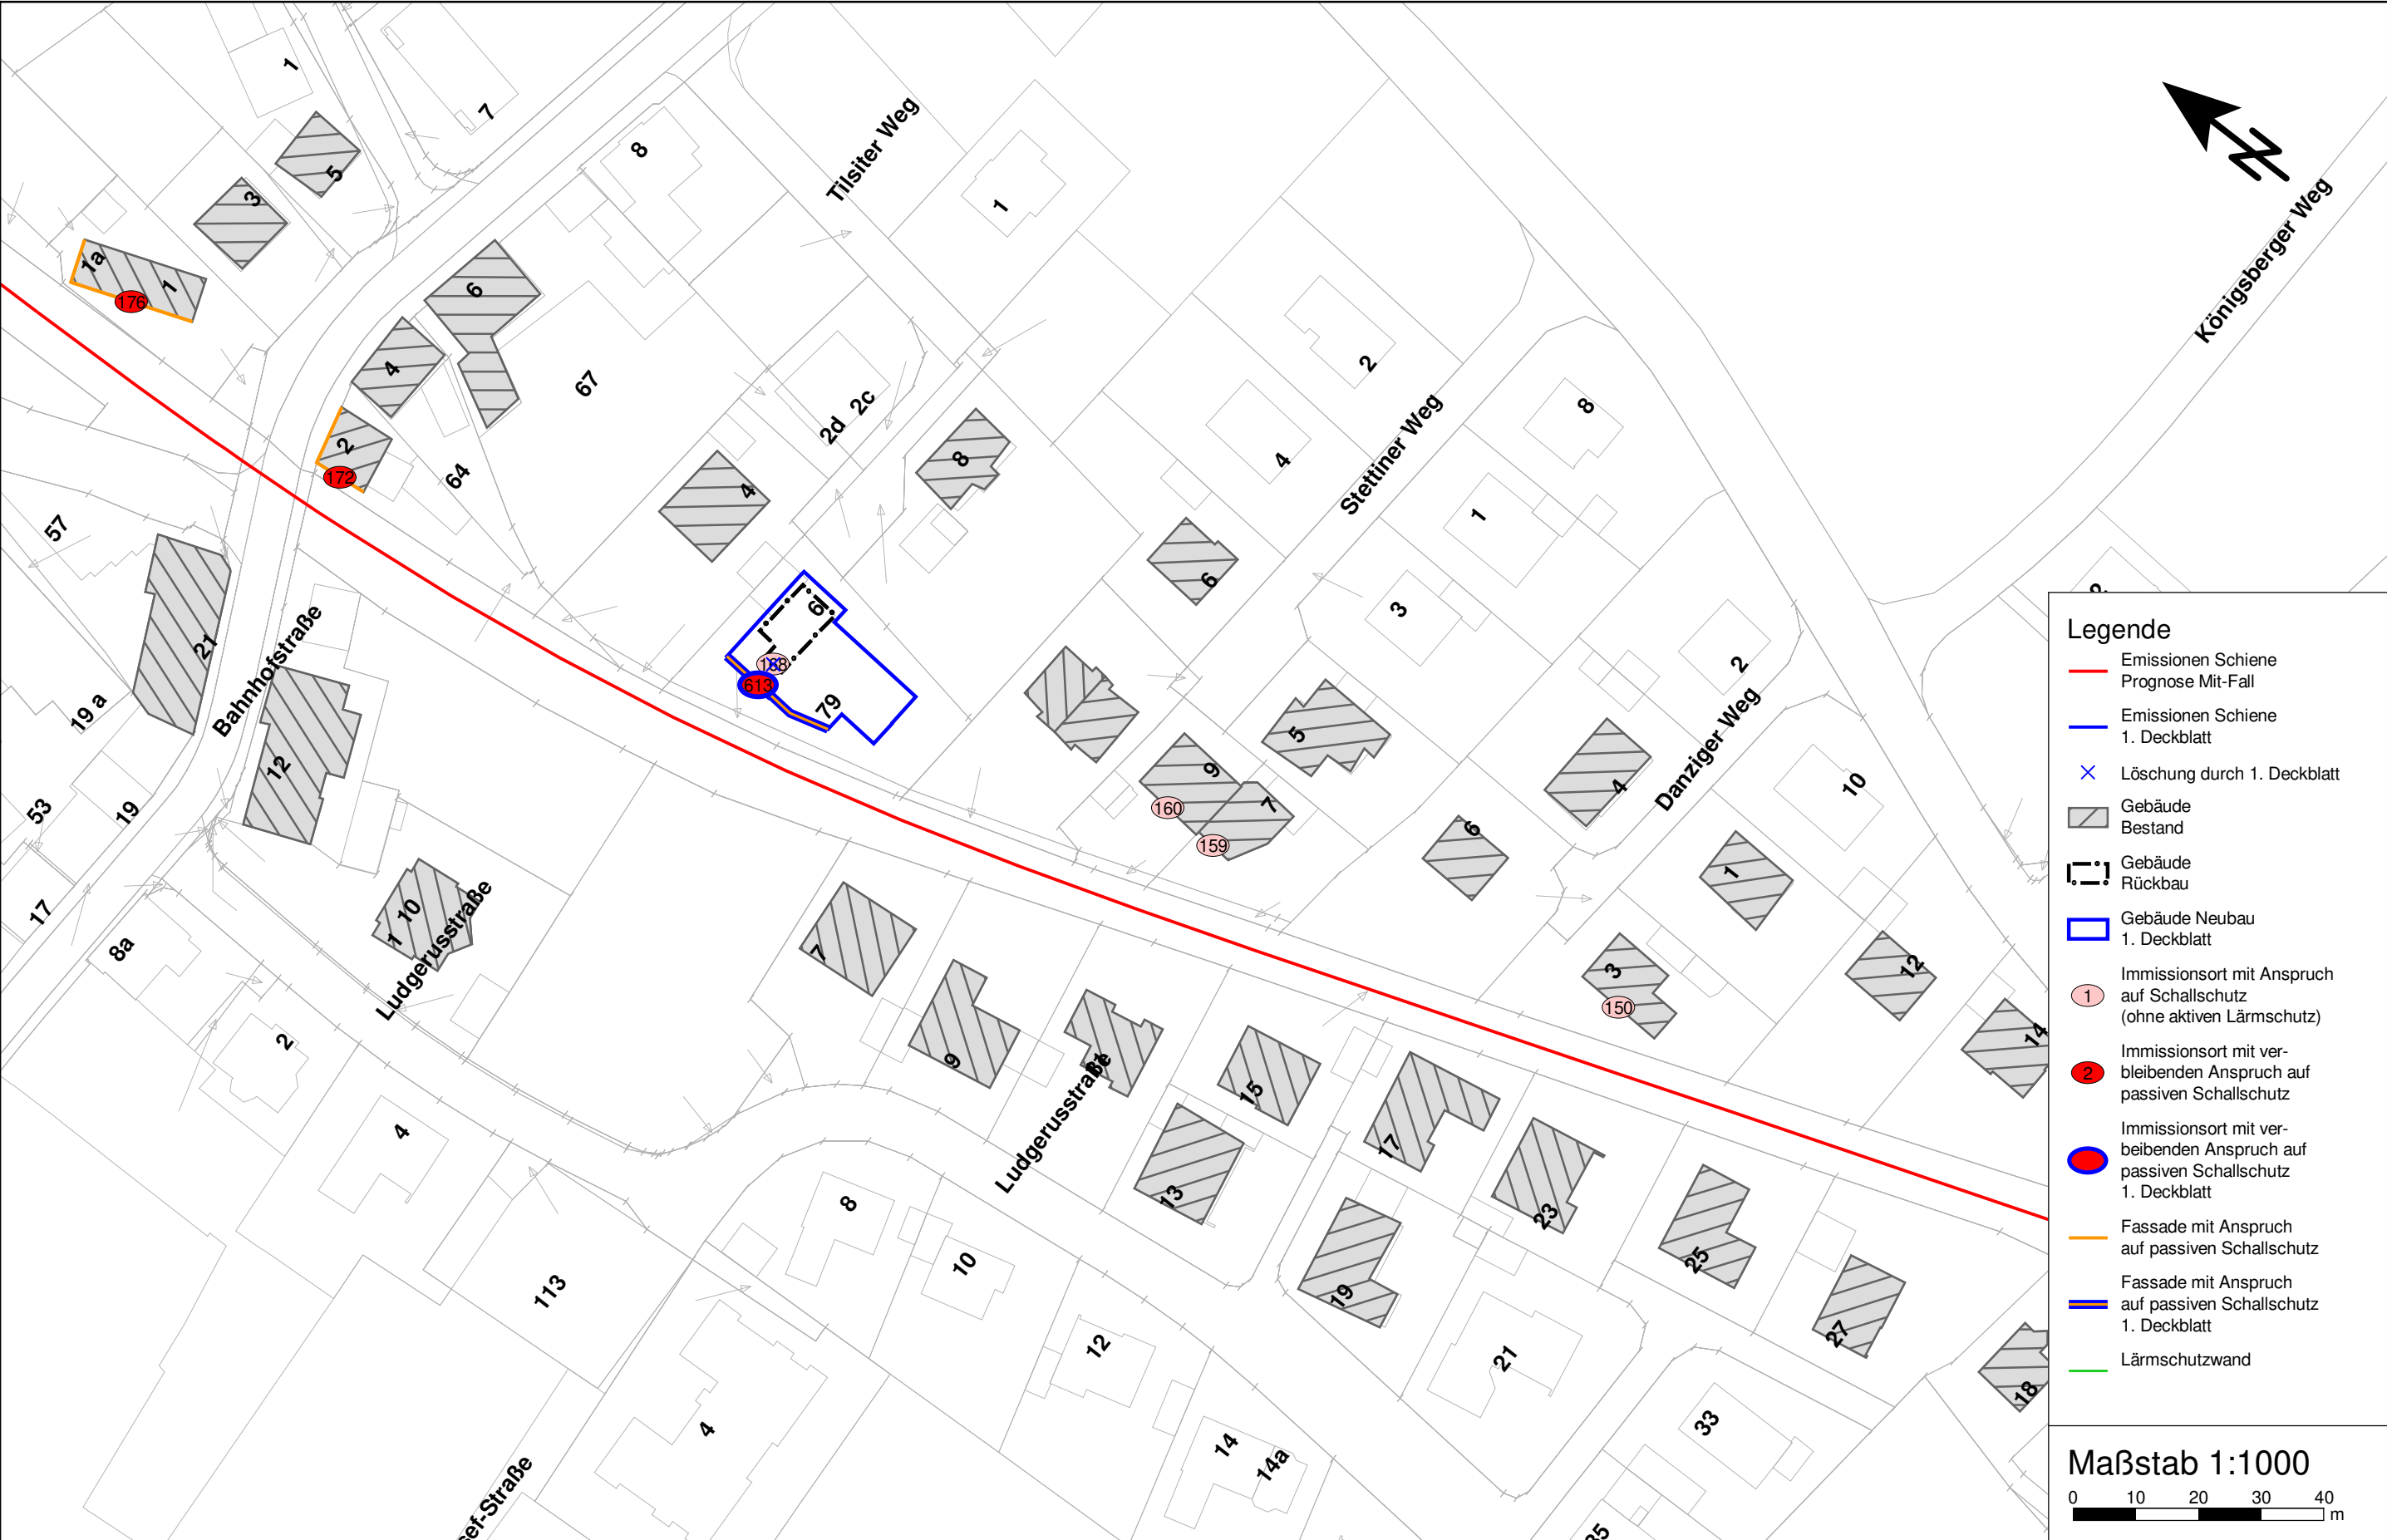 1
7
5
3
1a
1
176
8
Tilsiter Weg
1
6
4
67
2
172
64
2d
2c
4
8
2
4
Stettiner Weg
8
1
3
6
Königsberger Weg
57
21
Bahnhofstraße
19 a
12
53
19
17
6
613
79
9
7
160
159
5
2
Danziger Weg
4
10
6
1
3
150
12
14
8a
10
1
Ludgerusstraße
2
4
7
9
Ludgerusstraße
15
13
17
19
23
25
27
21
18
33
8
10
12
113
4
14
14a
sef-Straße
Legende
Emissionen Schiene
Prognose Mit-Fall
Emissionen Schiene
1. Deckblatt
Löschung durch 1. Deckblatt
Gebäude
Bestand
Gebäude
Rückbau
Gebäude Neubau
1. Deckblatt
1
Immissionsort mit Anspruch
auf Schallschutz
(ohne aktiven Lärmschutz)
2
Immissionsort mit ver-
bleibenden Anspruch auf
passiven Schallschutz
Immissionsort mit ver-
beibenden Anspruch auf
passiven Schallschutz
1. Deckblatt
Fassade mit Anspruch
auf passiven Schallschutz
Fassade mit Anspruch
auf passiven Schallschutz
1. Deckblatt
Lärmschutzwand
Maßstab 1:1000
0 10 20 30 40
m